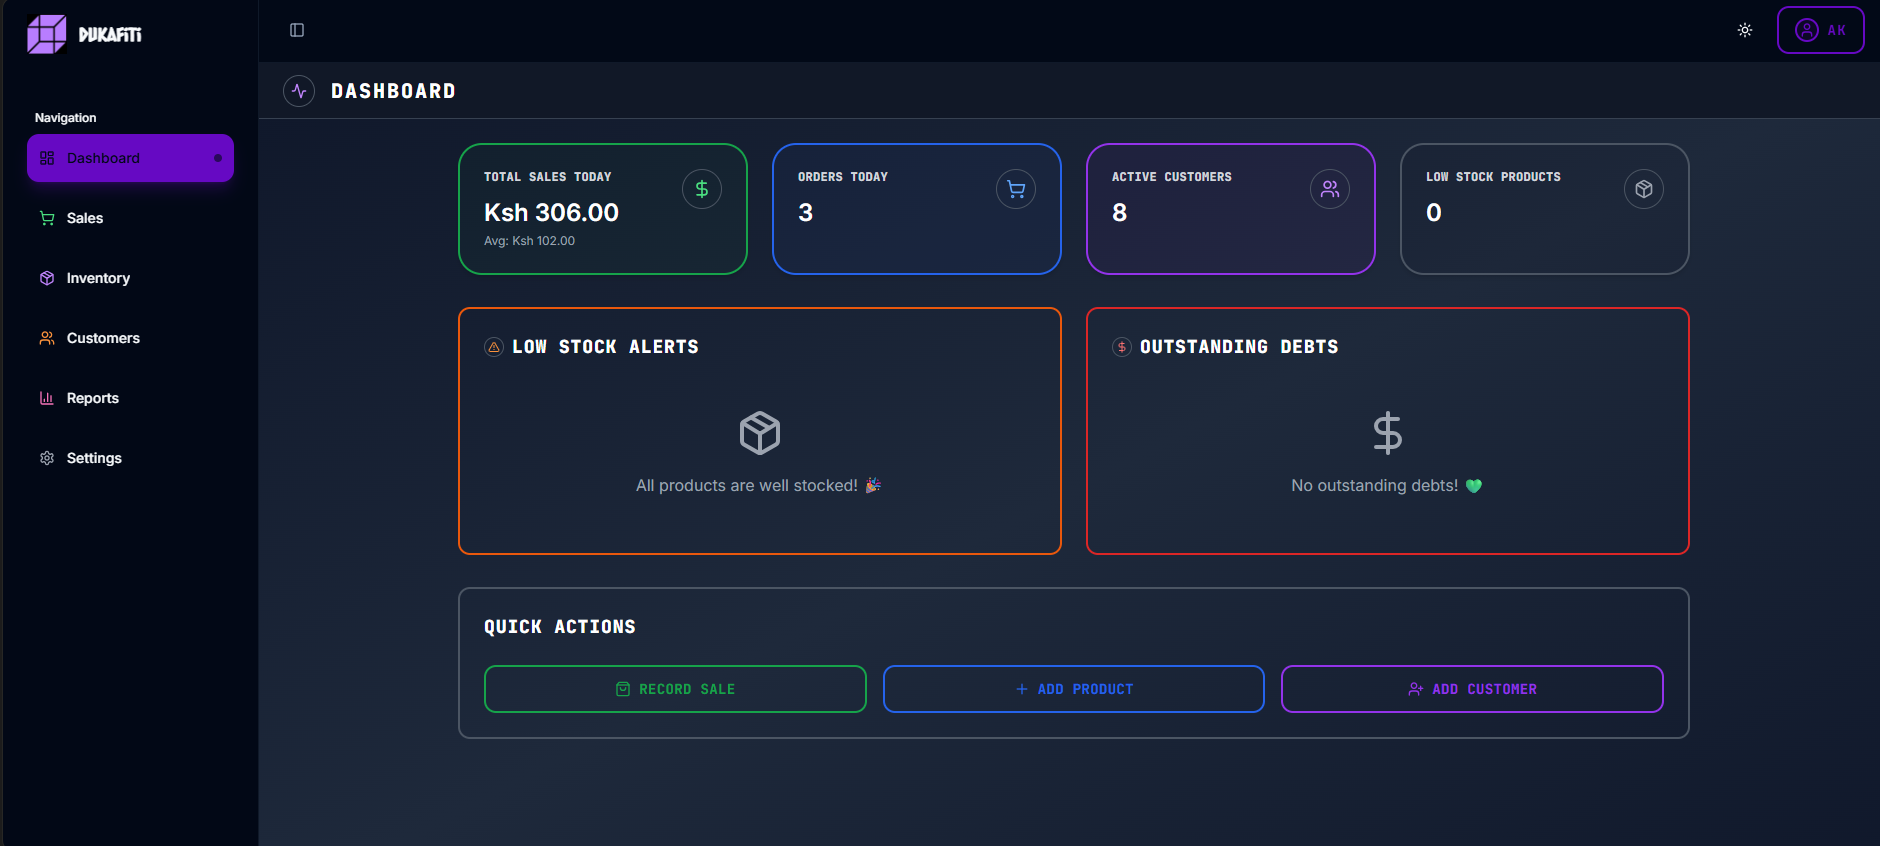 DUKAFITI
AK
DASHBOARD
Navigation
Dashboard
Sales
Inventory
Customers
Reports
Settings
TOTAL SALES TODAY
Ksh 306.00
Avg: Ksh 102.00
ORDERS TODAY
3
ACTIVE CUSTOMERS
8
LOW STOCK PRODUCTS
0
LOW STOCK ALERTS
All products are well stocked! 🎉
OUTSTANDING DEBTS
No outstanding debts! 💚
QUICK ACTIONS
RECORD SALE
ADD PRODUCT
ADD CUSTOMER